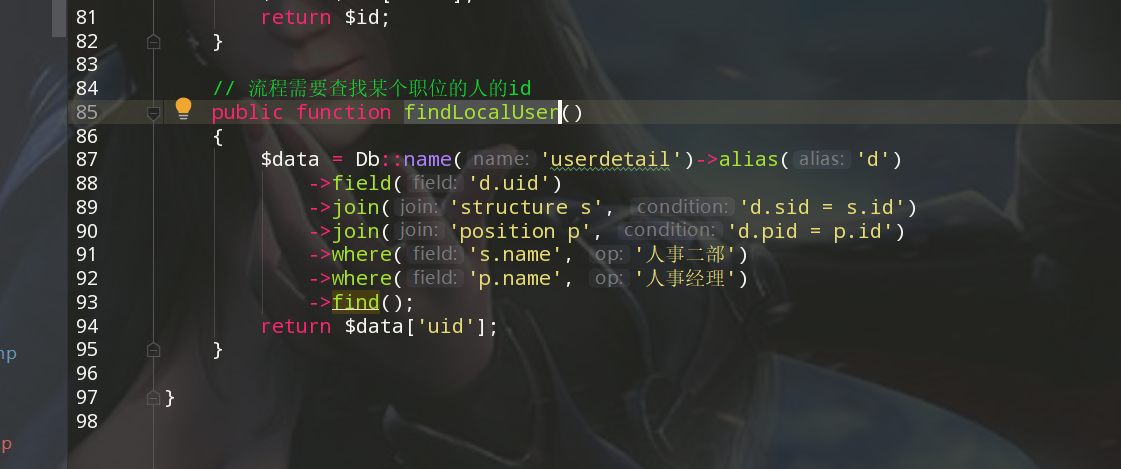 81 return $id;
82 }
83
84 // 流程需要查找某个职位的人的id
85 public function findLocalUser()
86 {
87 $data = Db::name( name: 'userdetail')->alias( alias: 'd')
88 ->field( field: 'd.uid')
89 ->join( join: 'structure s', condition: 'd.sid = s.id')
90 ->join( join: 'position p', condition: 'd.pid = p.id')
91 ->where( field: 's.name', op: '人事二部')
92 ->where( field: 'p.name', op: '人事经理')
93 ->find();
94 return $data['uid'];
95 }
96
97 }
98